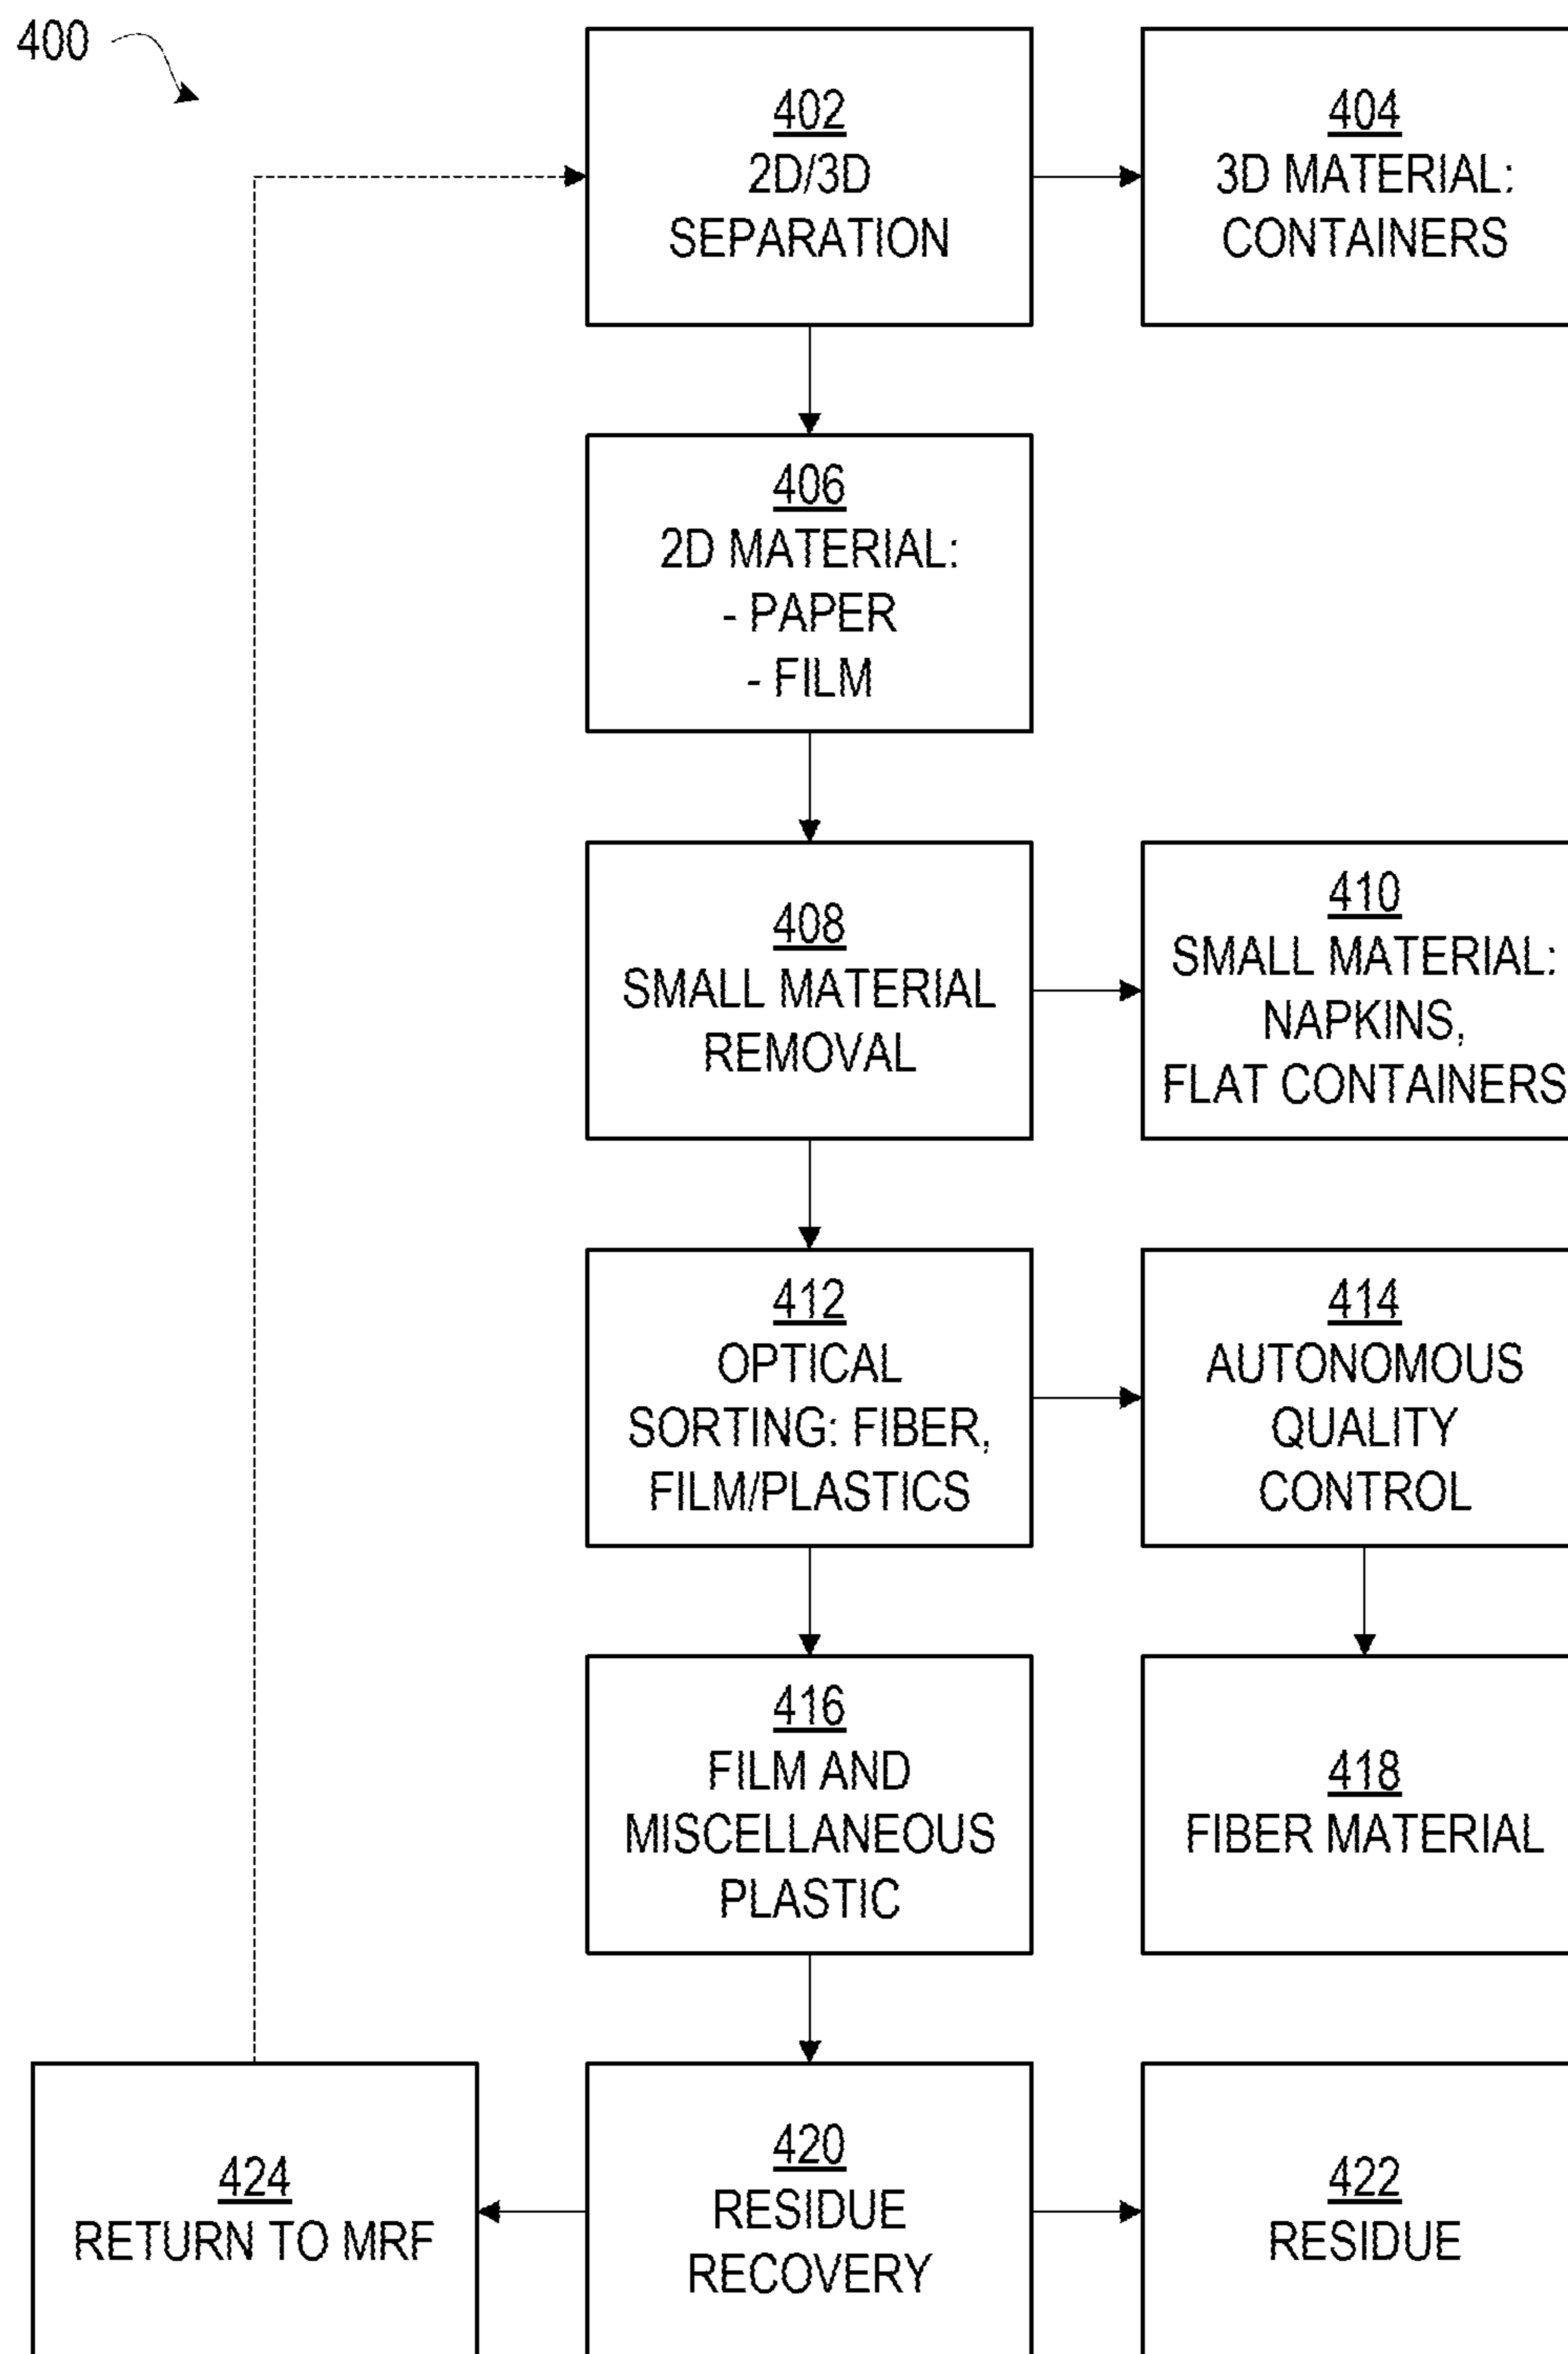 400
402
2D/3D
SEPARATION
404
3D MATERIAL:
CONTAINERS
406
2D MATERIAL:
- PAPER
- FILM
408
SMALL MATERIAL
REMOVAL
410
SMALL MATERIAL:
NAPKINS,
FLAT CONTAINERS
412
OPTICAL
SORTING: FIBER,
FILM/PLASTICS
414
AUTONOMOUS
QUALITY
CONTROL
416
FILM AND
MISCELLANEOUS
PLASTIC
418
FIBER MATERIAL
424
RETURN TO MRF
420
RESIDUE
RECOVERY
422
RESIDUE